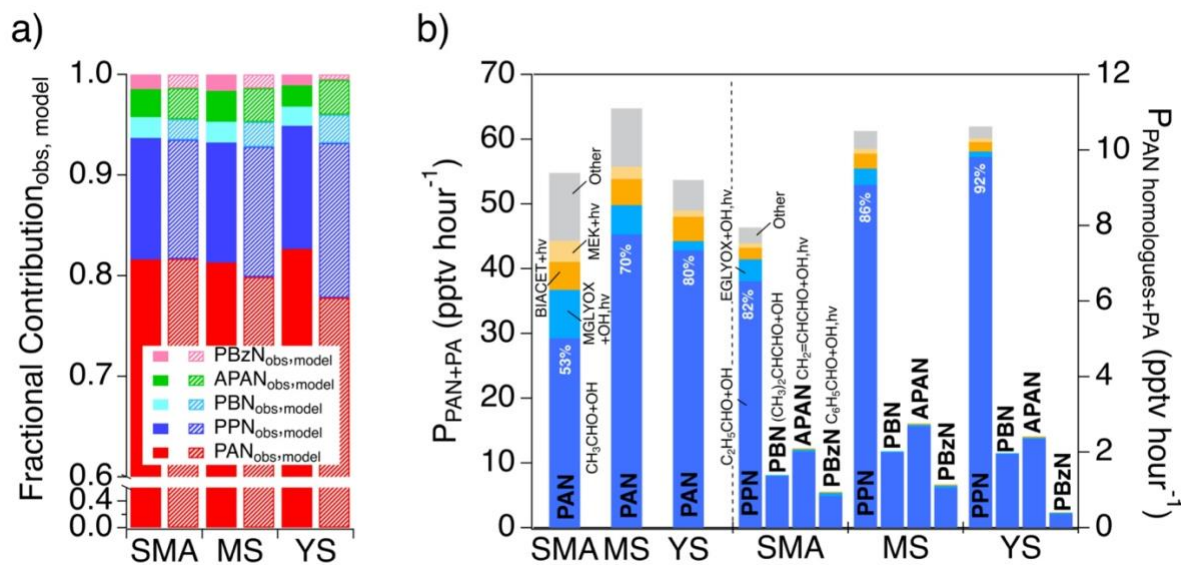 a)
Fractional Contribution obs, model
1.0
0.9
0.8
0.7
0.6
0.4
0.2
0.0
PBzN obs,model
APAN obs,model
PBN obs,model
PPN obs,model
PAN obs,model
SMA MS YS
b)
P PAN+PA (pptv hour-1)
70
60
50
40
30
20
10
0
Other
MEK+hv
BIACET+hv
MGLYOX
+OH,hv
CH3CHO+OH
53%
70%
80%
PAN
PAN
PAN
SMA MS YS
EGLYOX+OH,hv
Other
C2H5CHO+OH
82%
PPN
PBN (CH3)2CHCHO+OH
APAN CH2=CHCHO+OH,hv
PBzN C6H5CHO+OH,hv
86%
PPN
PBN
APAN
PBzN
92%
PPN
PBN
APAN
PBzN
SMA MS YS
12
10
8
6
4
2
0
P PAN homologues+PA (pptv hour-1)